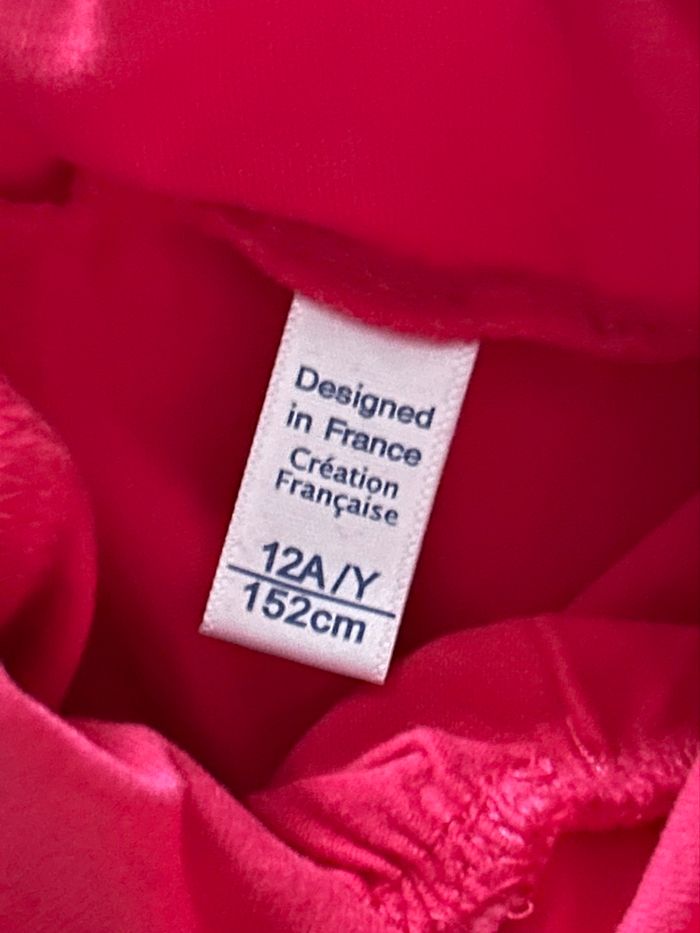 Designed
in France
Création
Française
12A/Y
152cm